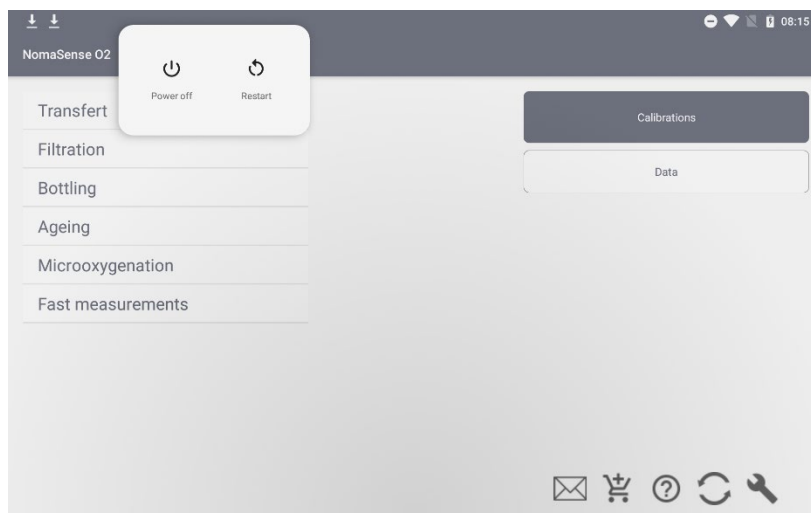 08:15
NomaSense O2
Power off
Restart
Transfert
Filtration
Bottling
Ageing
Microoxygenation
Fast measurements
Calibrations
Data